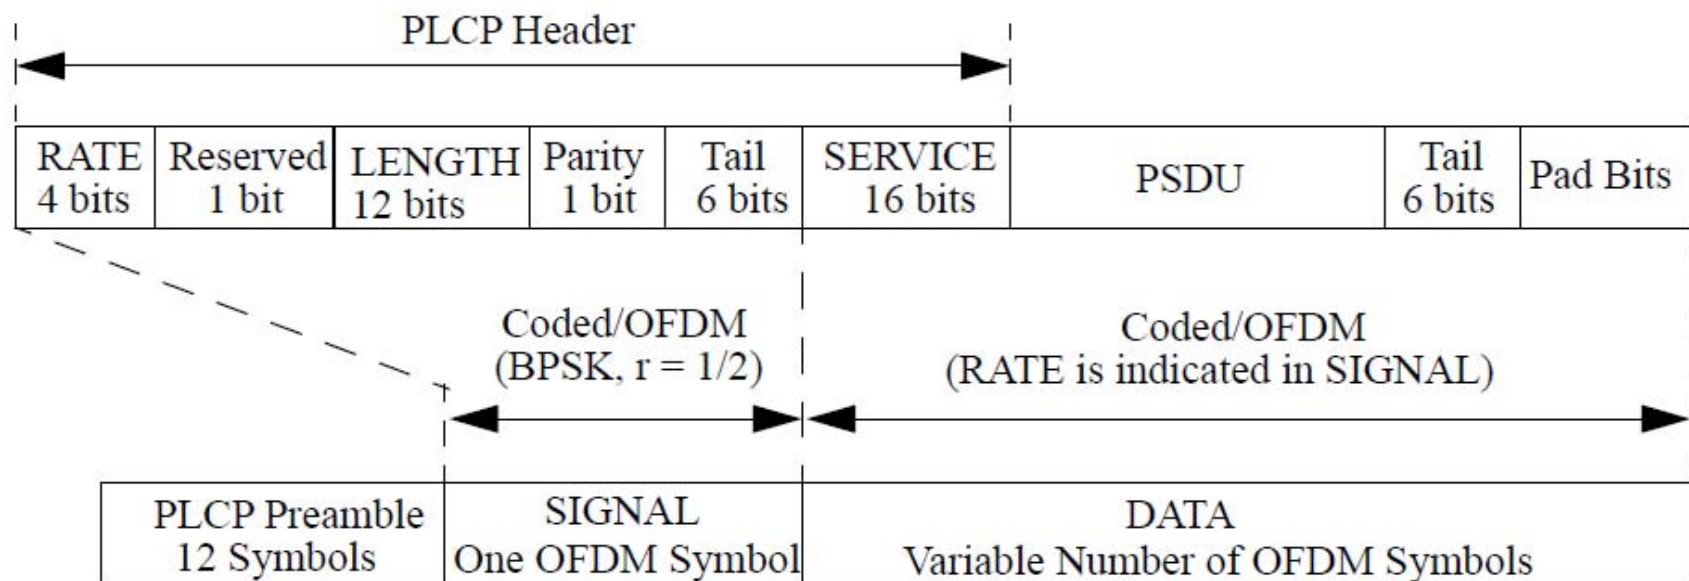 PLCP Header
RATE
4 bits
Reserved
1 bit
LENGTH
12 bits
Parity
1 bit
Tail
6 bits
SERVICE
16 bits
PSDU
Tail
6 bits
Pad Bits
Coded/OFDM
(BPSK, r = 1/2)
Coded/OFDM
(RATE is indicated in SIGNAL)
PLCP Preamble
12 Symbols
SIGNAL
One OFDM Symbol
DATA
Variable Number of OFDM Symbols